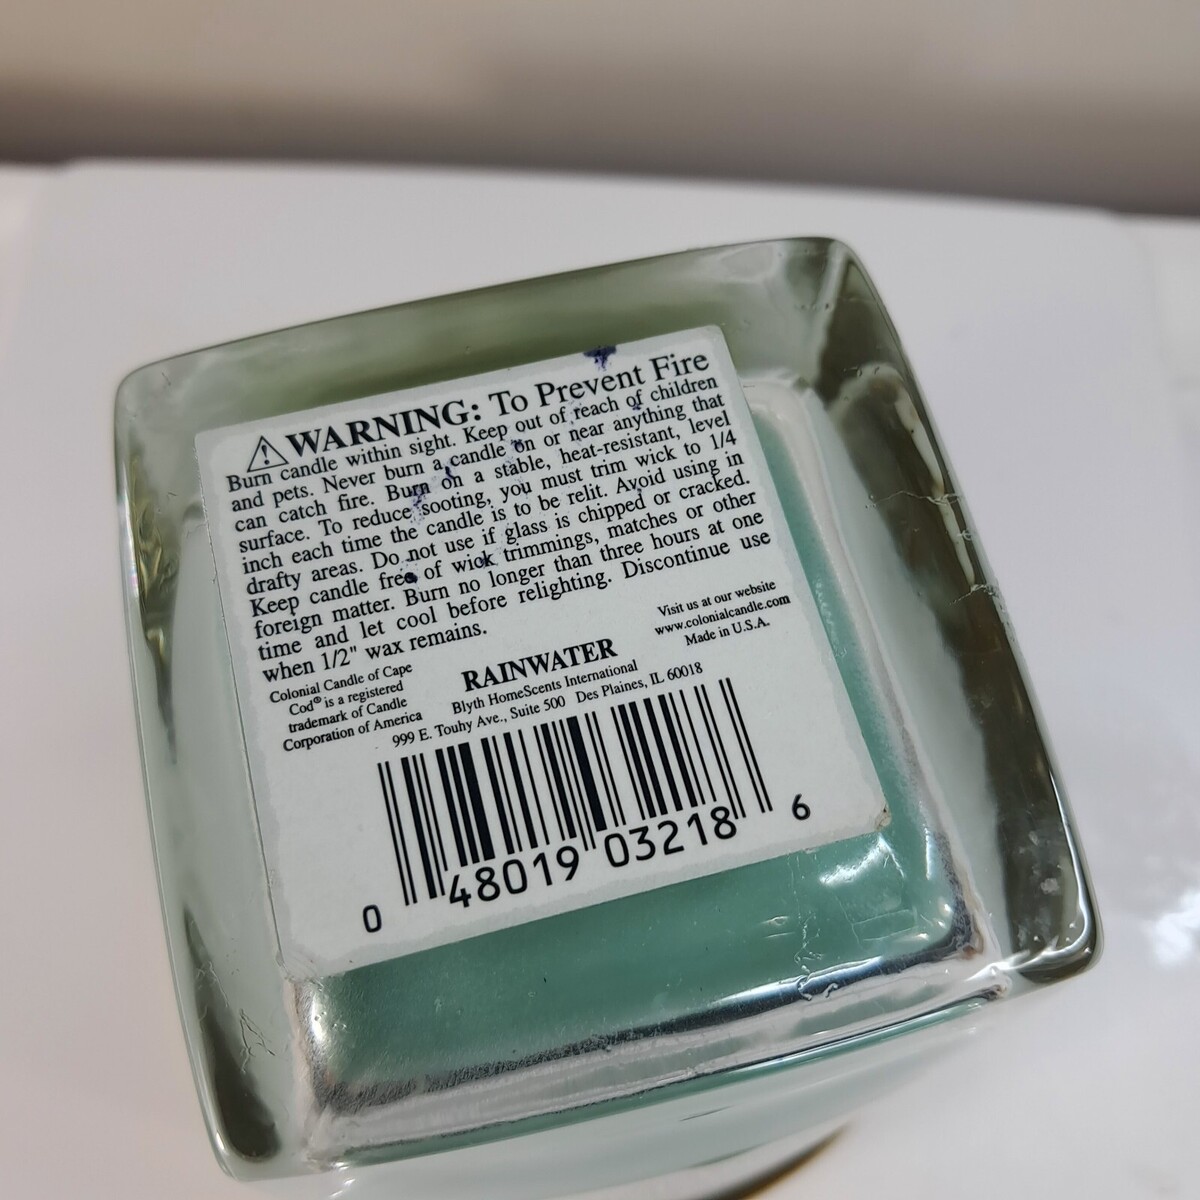 ⚠WARNING: To Prevent Fire
Burn candle within sight. Keep out of reach of children
and pets. Never burn a candle on or near anything that
can catch fire. Burn on a stable, heat-resistant, level
surface. To reduce sooting, you must trim wick to 1/4
inch each time the candle is to be relit. Avoid using in
drafty areas. Do not use if glass is chipped or cracked.
Keep candle free of wick trimmings, matches or other
foreign matter. Burn no longer than three hours at one
time and let cool before relighting. Discontinue use
when 1/2" wax remains.
Colonial Candle of Cape
Cod® is a registered
trademark of Candle
Corporation of America
RAINWATER
Visit us at our website
www.colonialcandle.com
Made in U.S.A.
Blyth HomeScents International
999 E. Touhy Ave., Suite 500 Des Plaines, IL 60018
0 48019 03218 6